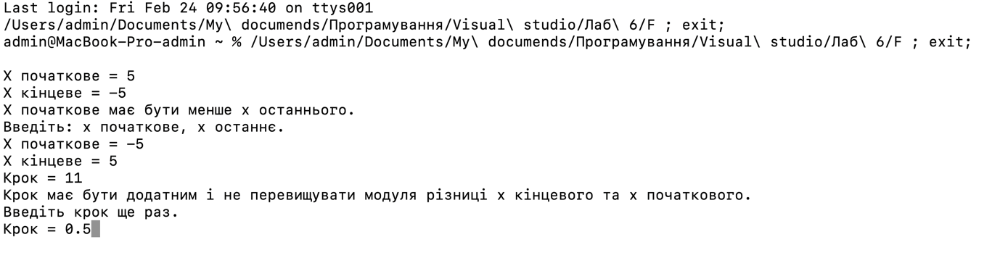 Last login: Fri Feb 24 09:56:40 on ttys001
/Users/admin/Documents/My\ documends/Програмування/Visual\ studio/Лаб\ 6/F ; exit;
admin@MacBook-Pro-admin ~ % /Users/admin/Documents/My\ documends/Програмування/Visual\ studio/Лаб\ 6/F ; exit;
Х початкове = 5
Х кінцеве = -5
Х початкове має бути менше х останнього.
Введіть: х початкове, х останнє.
Х початкове = -5
Х кінцеве = 5
Крок = 11
Крок має бути додатним і не перевищувати модуля різниці х кінцевого та х початкового.
Введіть крок ще раз.
Крок = 0.5